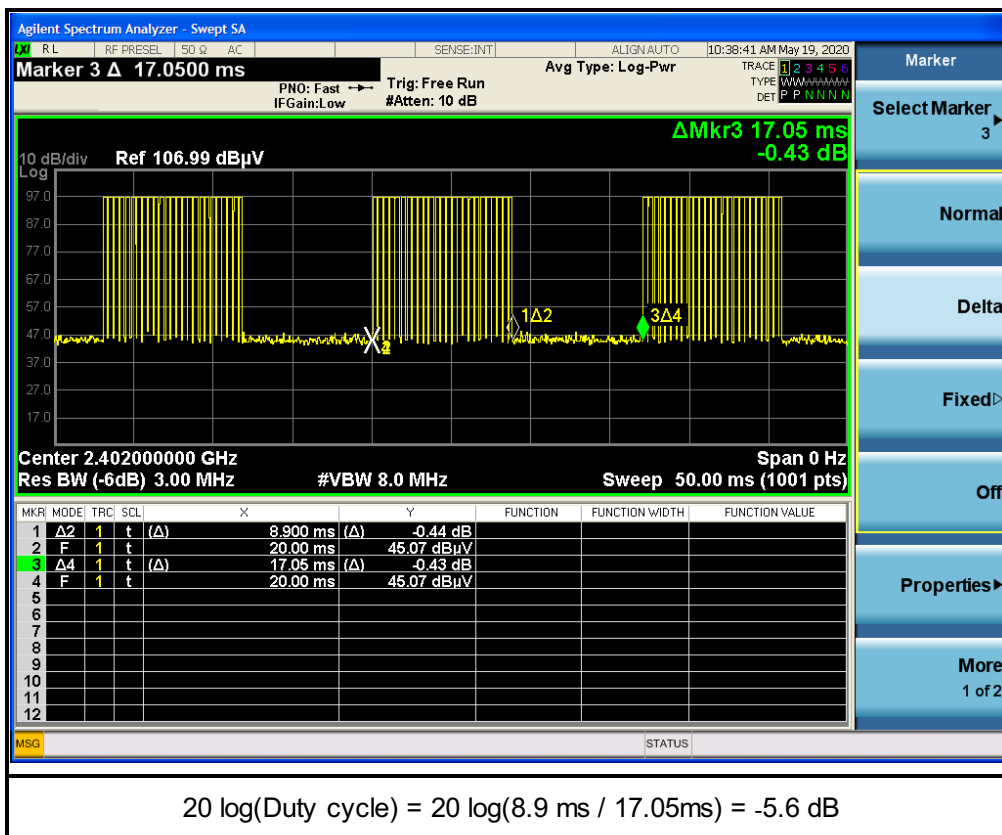 Agilent Spectrum Analyzer - Swept SA
LXI RL RF PRESEL 50 Ω AC SENSE:INT ALIGN AUTO 10:38:41 AM May 19, 2020
Marker 3 Δ 17.0500 ms
PNO: Fast
IFGain:Low
Trig: Free Run
#Atten: 10 dB
Avg Type: Log-Pwr
TRACE 1 2 3 4 5 6
TYPE WWWWWW
DET P P N N N N
ΔMkr3 17.05 ms
-0.43 dB
10 dB/div Ref 106.99 dBµV
Log
97.0
87.0
77.0
67.0
57.0
47.0
37.0
27.0
17.0
1Δ2
3Δ4
2
Center 2.402000000 GHz Span 0 Hz
Res BW (-6dB) 3.00 MHz #VBW 8.0 MHz Sweep 50.00 ms (1001 pts)
MKR MODE TRC SCL X Y FUNCTION FUNCTION WIDTH FUNCTION VALUE
1 Δ2 1 t (Δ) 8.900 ms (Δ) -0.44 dB
2 F 1 t 20.00 ms 45.07 dBµV
3 Δ4 1 t (Δ) 17.05 ms (Δ) -0.43 dB
4 F 1 t 20.00 ms 45.07 dBµV
5
6
7
8
9
10
11
12
MSG STATUS
Marker
Select Marker
3
Normal
Delta
Fixed
Off
Properties
More
1 of 2
20 log(Duty cycle) = 20 log(8.9 ms / 17.05ms) = -5.6 dB